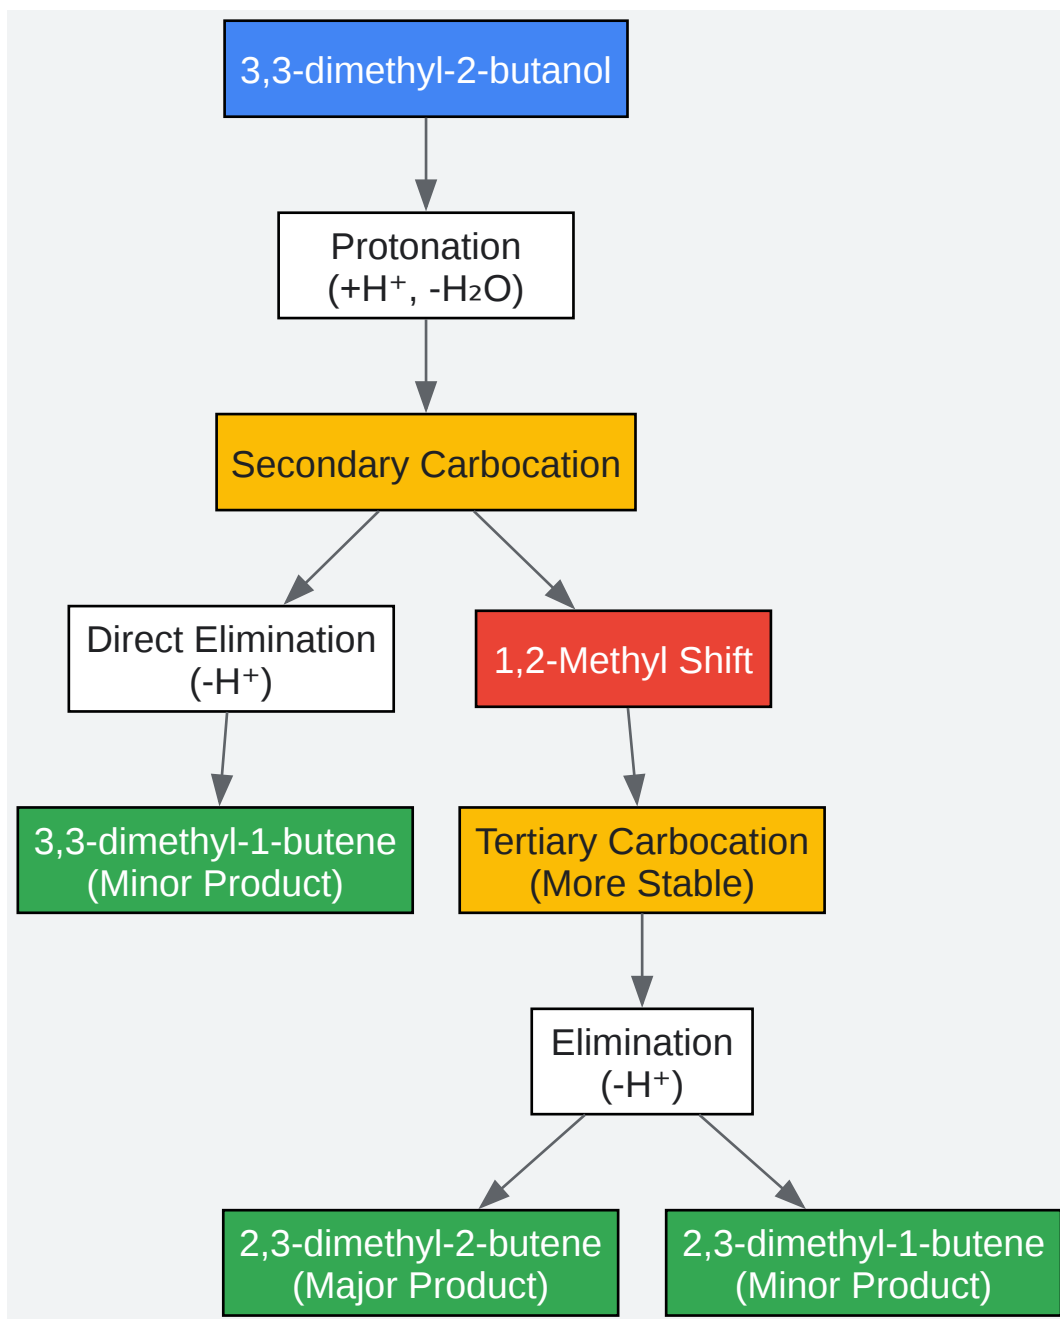 3,3-dimethyl-2-butanol
Protonation
(+H⁺, -H₂O)
Secondary Carbocation
Direct Elimination
(-H⁺)
1,2-Methyl Shift
3,3-dimethyl-1-butene
(Minor Product)
Tertiary Carbocation
(More Stable)
Elimination
(-H⁺)
2,3-dimethyl-2-butene
(Major Product)
2,3-dimethyl-1-butene
(Minor Product)